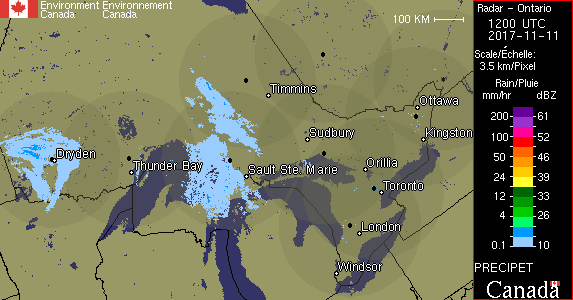 Environment Environnement
Canada Canada
100 KM
Timmins
Ottawa
Sudbury
Kingston
Dryden
Thunder Bay
Sault Ste. Marie
Orillia
Toronto
London
Windsor
Radar - Ontario
1200 UTC
2017-11-11
Scale/Échelle:
3.5 km/Pixel
Rain/Pluie
mm/hr dBZ
200 61
100 52
50 46
24 39
12 33
4 26
0.1 10
PRECIPET
Canada